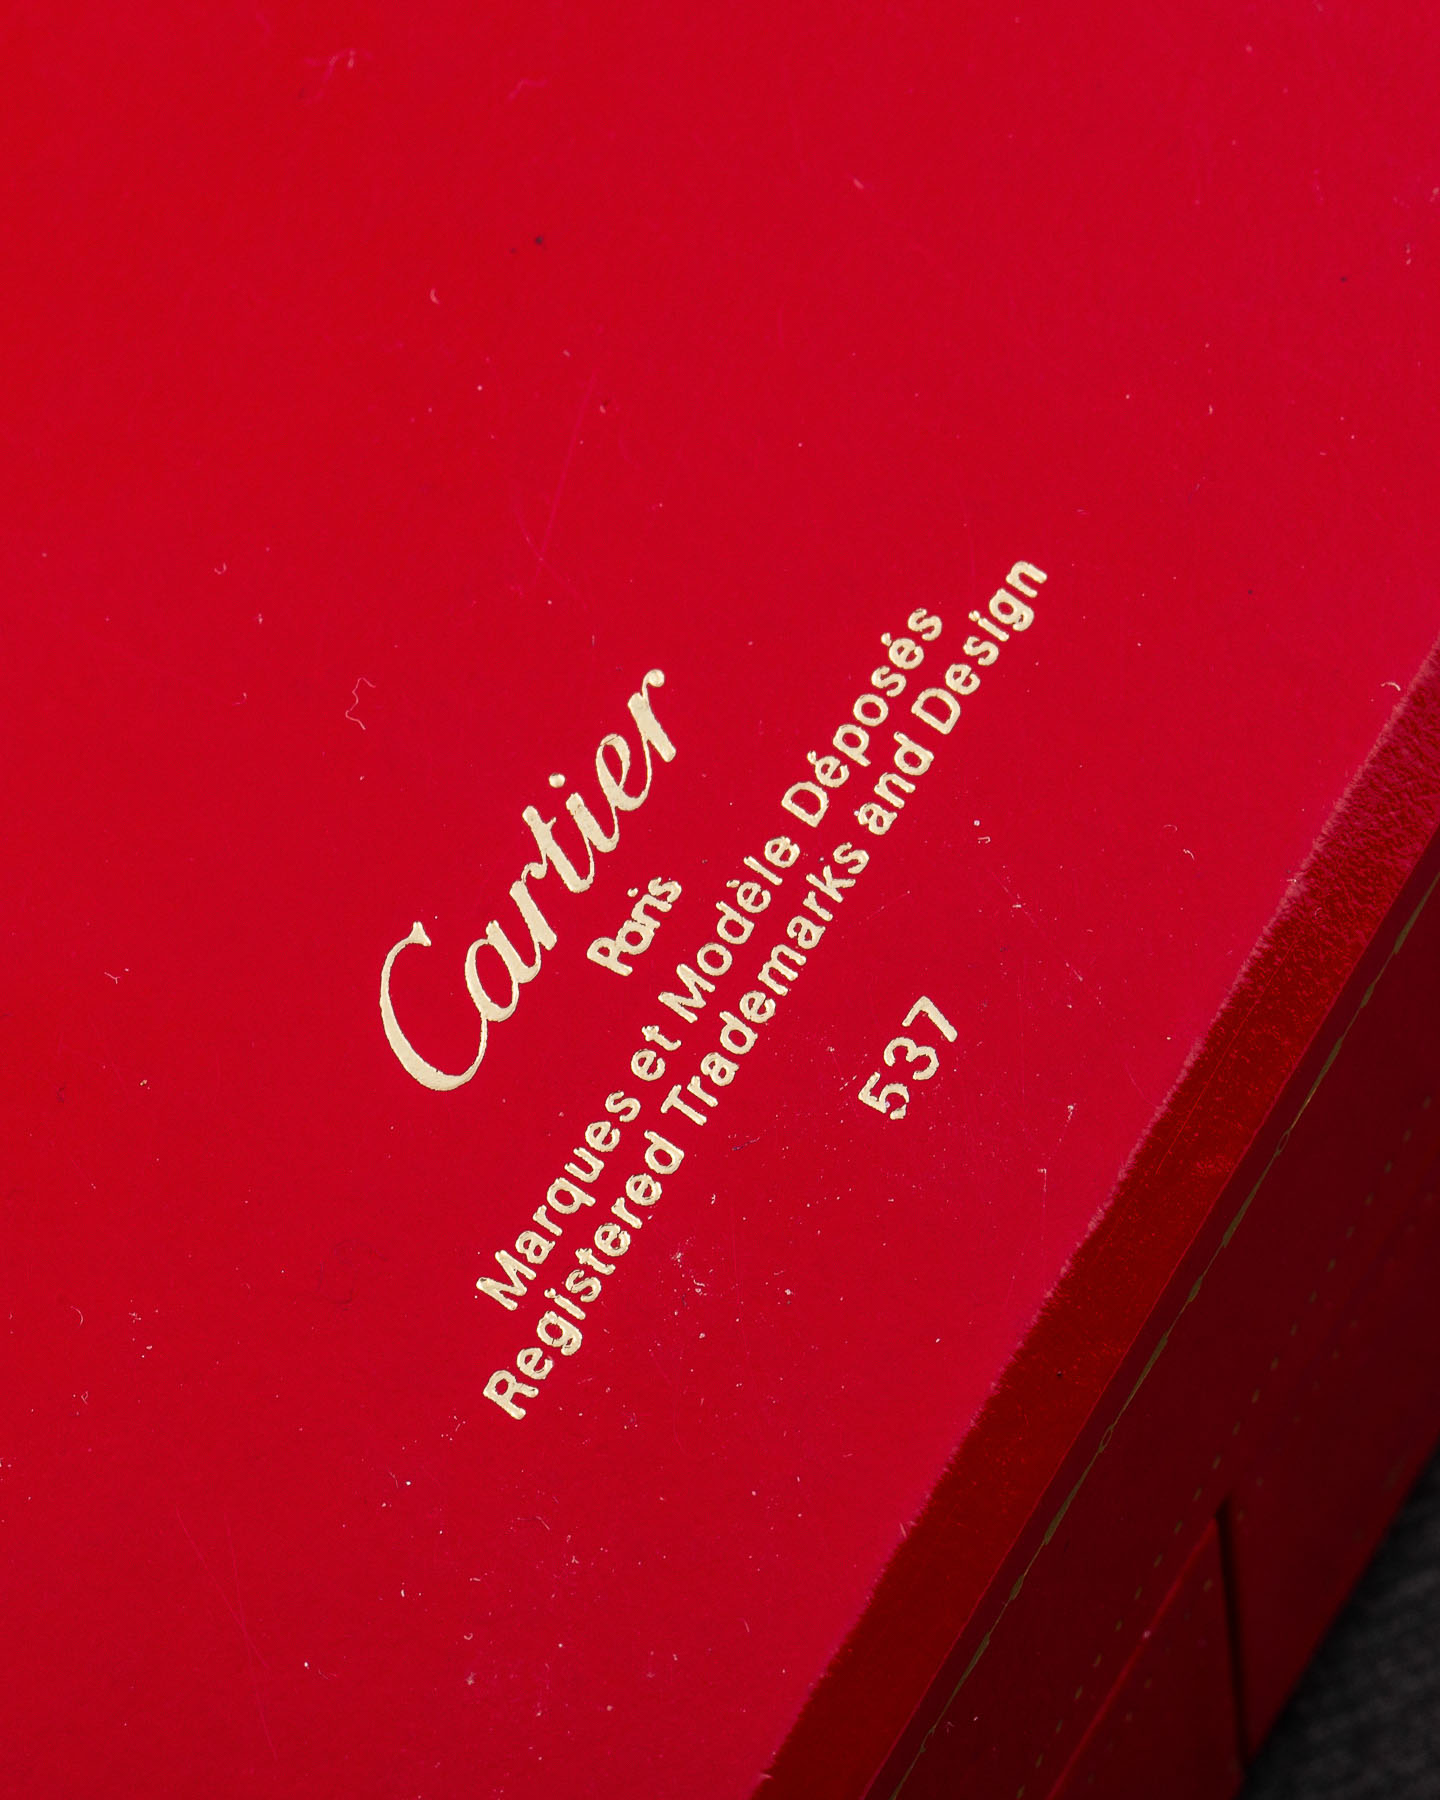 Cartier
Paris
Marques et Modèle Déposés
Registered Trademarks and Design
537